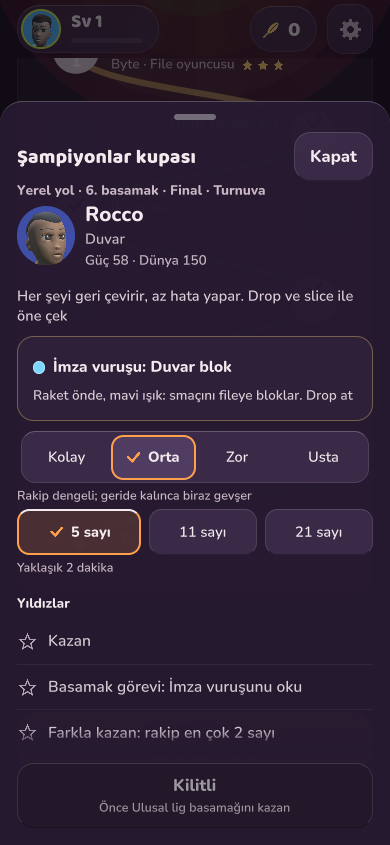 Sv 1
0
1
Byte · File oyuncusu
Şampiyonlar kupası
Kapat
Yerel yol · 6. basamak · Final · Turnuva
Rocco
Duvar
Güç 58 · Dünya 150
Her şeyi geri çevirir, az hata yapar. Drop ve slice ile
öne çek
İmza vuruşu: Duvar blok
Raket önde, mavi ışık: smaçını fileye bloklar. Drop at
Kolay
Orta
Zor
Usta
Rakip dengeli; geride kalınca biraz gevşer
5 sayı
11 sayı
21 sayı
Yaklaşık 2 dakika
Yıldızlar
Kazan
Basamak görevi: İmza vuruşunu oku
Farkla kazan: rakip en çok 2 sayı
Kilitli
Önce Ulusal lig basamağını kazan